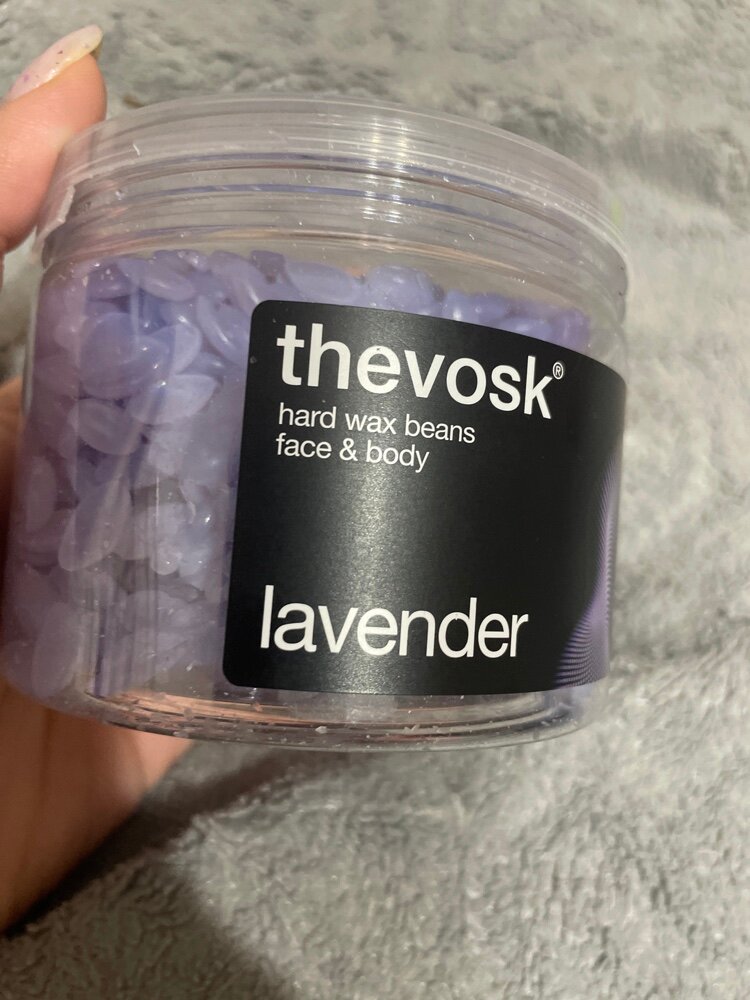 thevosk®
hard wax beans
face & body
lavender